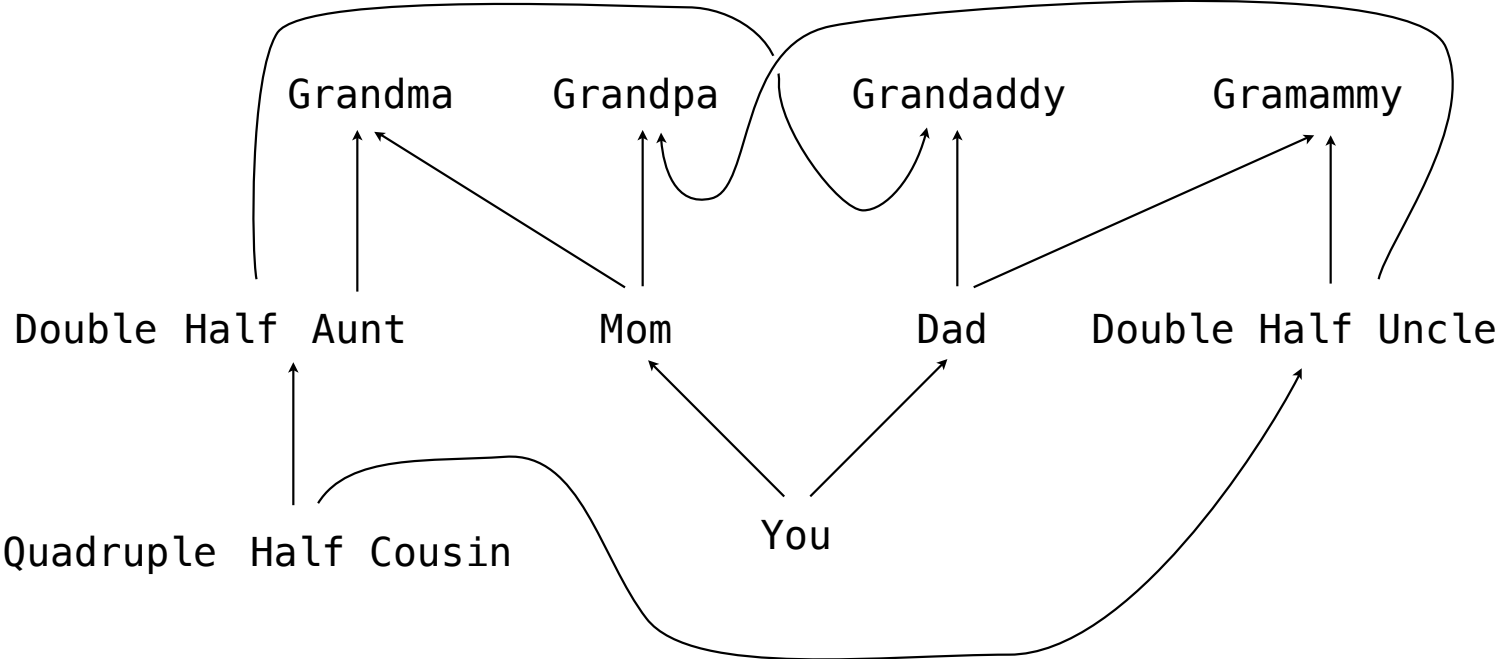 Grandma Grandpa Grandaddy Gramammy
Double Half Aunt Mom Dad Double Half Uncle
You
Quadruple Half Cousin